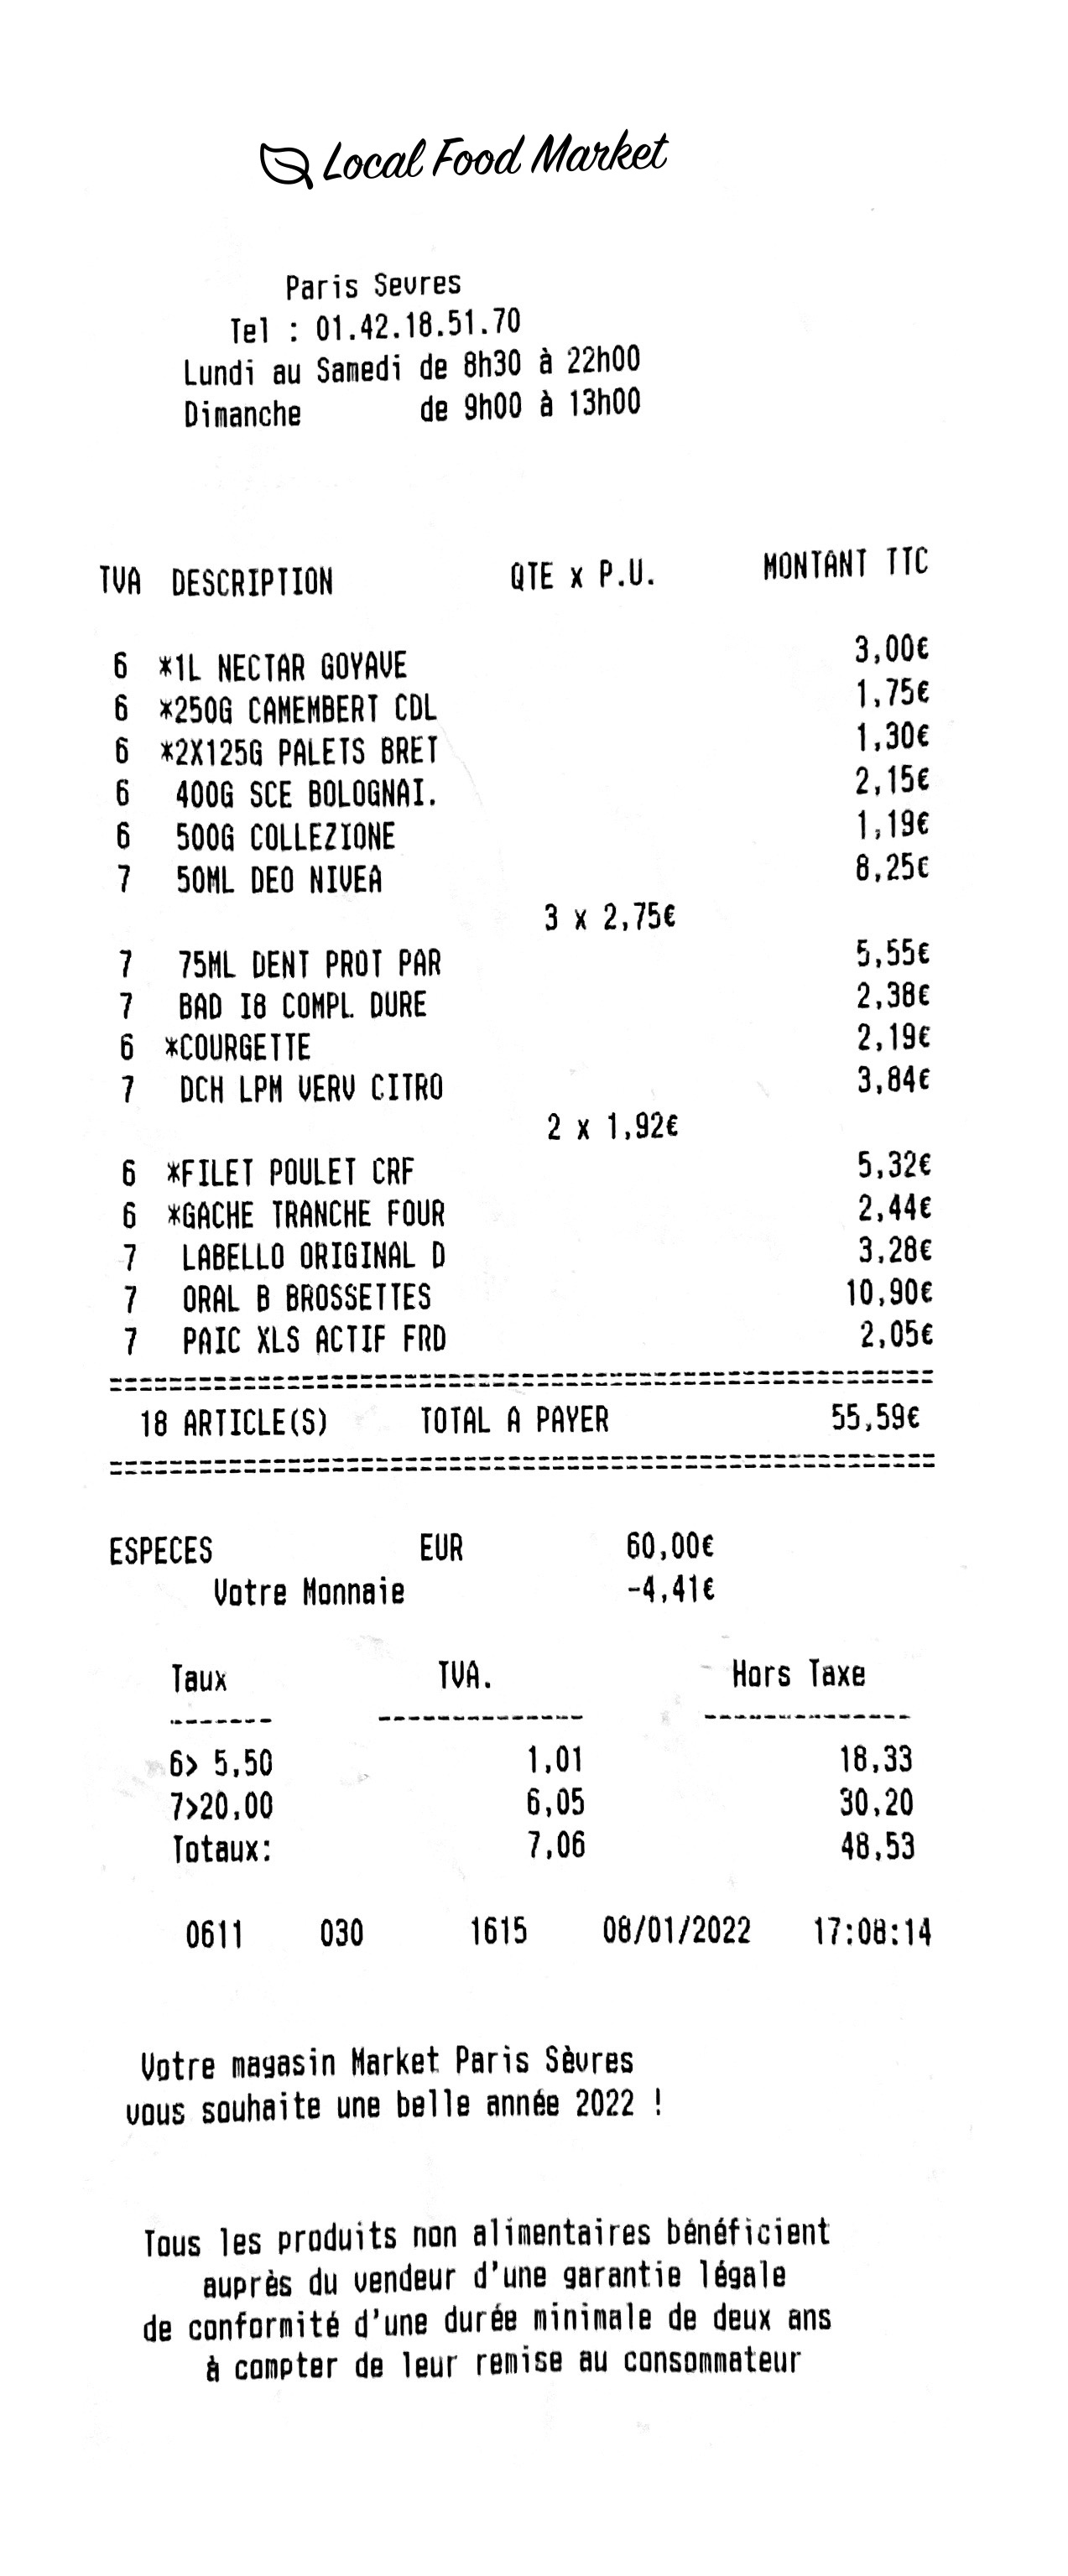 Local Food Market
Paris Sevres
Tel : 01.42.18.51.70
Lundi au Samedi de 8h30 à 22h00
Dimanche de 9h00 à 13h00
TVA DESCRIPTION QTE x P.U. MONTANT TTC
6 *1L NECTAR GOYAVE 3,00€
6 *250G CAMEMBERT CDL 1,75€
6 *2X125G PALETS BRET 1,30€
6 400G SCE BOLOGNAI. 2,15€
6 500G COLLEZIONE 1,19€
7 50ML DEO NIVEA 8,25€
3 x 2,75€
7 75ML DENT PROT PAR 5,55€
7 BAD I8 COMPL DURE 2,38€
6 *COURGETTE 2,19€
7 DCH LPM VERV CITRO 3,84€
2 x 1,92€
6 *FILET POULET CRF 5,32€
6 *GACHE TRANCHE FOUR 2,44€
7 LABELLO ORIGINAL D 3,28€
7 ORAL B BROSSETTES 10,90€
7 PAIC XLS ACTIF FRD 2,05€
18 ARTICLE(S) TOTAL A PAYER 55,59€
ESPECES EUR 60,00€
Votre Monnaie -4,41€
Taux TVA. Hors Taxe
6> 5,50 1,01 18,33
7>20,00 6,05 30,20
Totaux: 7,06 48,53
0611 030 1615 08/01/2022 17:08:14
Votre magasin Market Paris Sèvres
vous souhaite une belle année 2022 !
Tous les produits non alimentaires bénéficient
auprès du vendeur d'une garantie légale
de conformité d'une durée minimale de deux ans
à compter de leur remise au consommateur